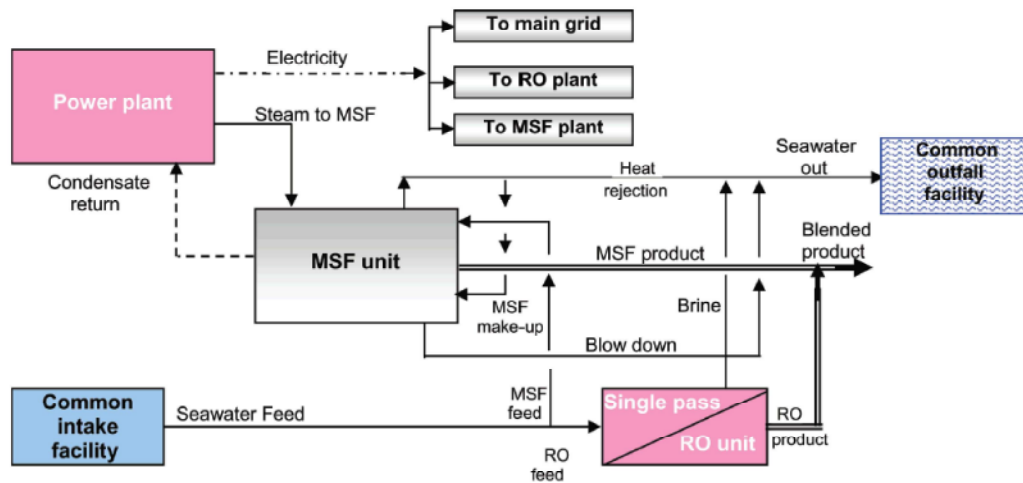 To main grid
Electricity
To RO plant
Power plant
Steam to MSF
To MSF plant
Seawater
out
Common
outfall
facility
Heat
rejection
Condensate
return
MSF unit
MSF product
Blended
product
MSF
make-up
Brine
Blow down
Common
intake
facility
Seawater Feed
MSF
feed
RO
feed
Single pass
RO unit
RO
product